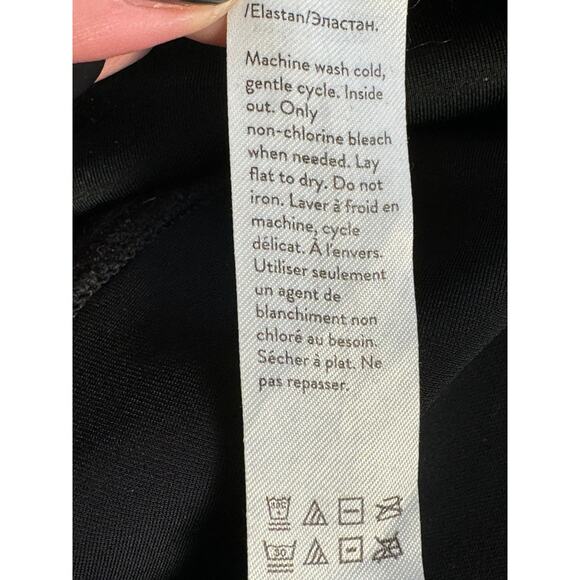 /Elastan/Эластан.
Machine wash cold,
gentle cycle. Inside
out. Only
non-chlorine bleach
when needed. Lay
flat to dry. Do not
iron. Laver à froid en
machine, cycle
délicat. À l'envers.
Utiliser seulement
un agent de
blanchiment non
chloré au besoin.
Sécher à plat. Ne
pas repasser.
30